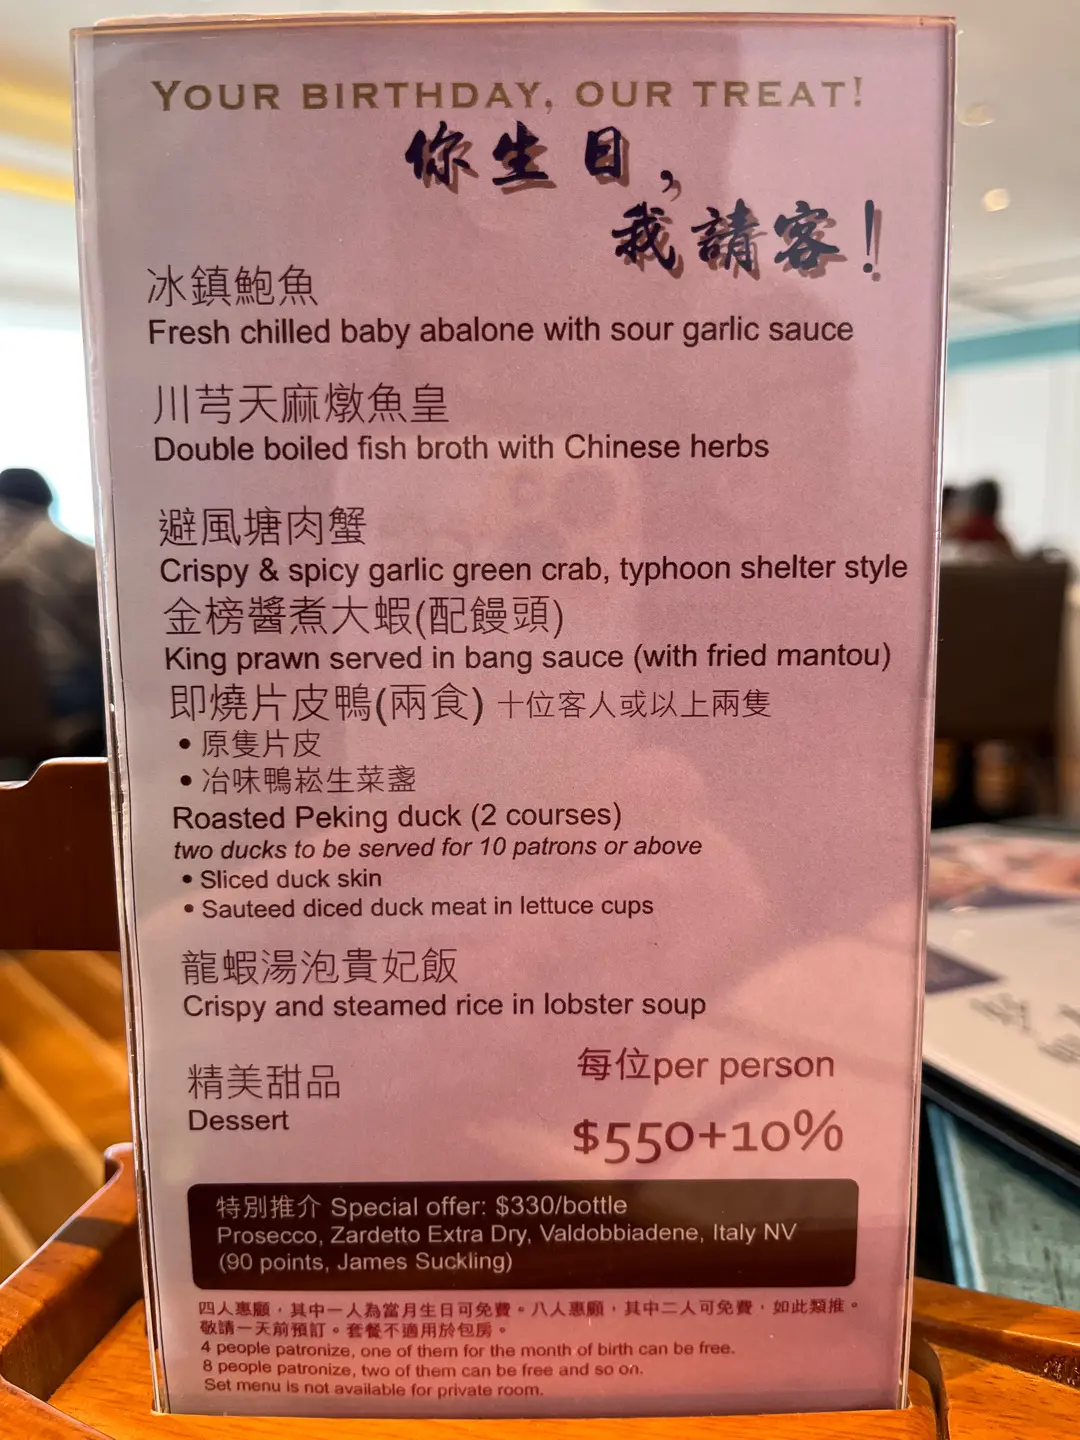 YOUR BIRTHDAY, OUR TREAT!
你生日，
我請客！
冰鎮鮑魚
Fresh chilled baby abalone with sour garlic sauce
川芎天麻燉魚皇
Double boiled fish broth with Chinese herbs
避風塘肉蟹
Crispy & spicy garlic green crab, typhoon shelter style
金榜醬煮大蝦(配饅頭)
King prawn served in bang sauce (with fried mantou)
即燒片皮鴨(兩食) 十位客人或以上兩隻
• 原隻片皮
• 冶味鴨崧生菜盞
Roasted Peking duck (2 courses)
two ducks to be served for 10 patrons or above
• Sliced duck skin
• Sauteed diced duck meat in lettuce cups
龍蝦湯泡貴妃飯
Crispy and steamed rice in lobster soup
精美甜品
Dessert
每位per person
$550+10%
特別推介 Special offer: $330/bottle
Prosecco, Zardetto Extra Dry, Valdobbiadene, Italy NV
(90 points, James Suckling)
四人惠顧，其中一人為當月生日可免費。八人惠顧，其中二人可免費，如此類推。
敬請一天前預訂。套餐不適用於包房。
4 people patronize, one of them for the month of birth can be free.
8 people patronize, two of them can be free and so on.
Set menu is not available for private room.